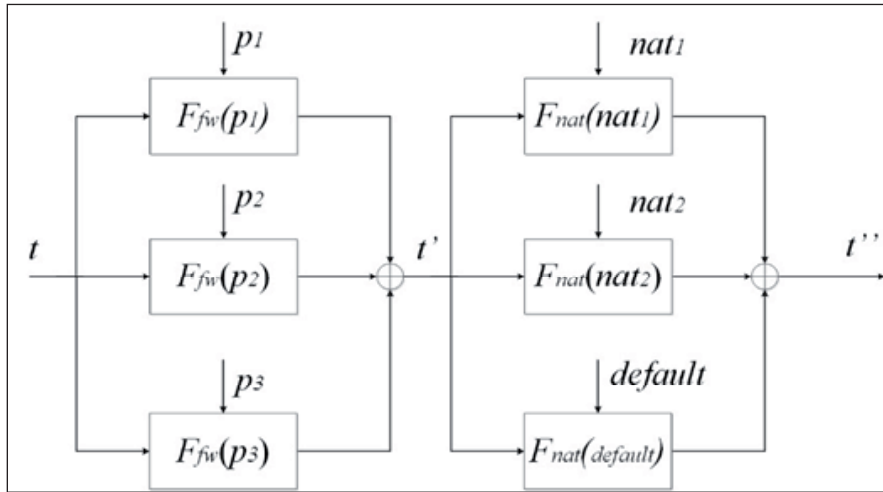 p1 nat1
Ffw(p1) Fnat(nat1)
p2 nat2
t t’ t’’
Ffw(p2) Fnat(nat2)
p3 default
Ffw(p3) Fnat(default)